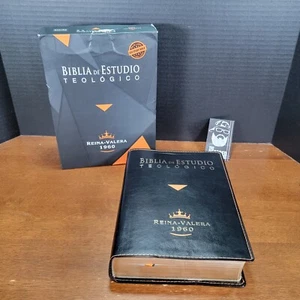 BIBLIA DE ESTUDIO
TEOLÓGICO
REINA-VALERA
1960
BIBLIA DE ESTUDIO
TEOLÓGICO
REINA-VALERA
1960